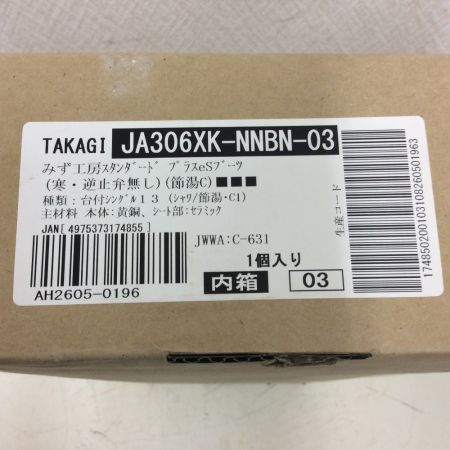 TAKAGI JA306XK-NNBN-03
みず工房スタンダード プラスeSブーツ
(寒・逆止弁無し)(節湯C)■■■
種類：台付シングル13（シャワ/節湯・C1）
主材料 本体:黄銅、シート部:セラミック
JAN[4975373174855]
JWWA:C-631
1個入り
AH2605-0196
内箱 03
生産コード
17485020010310826050­1963